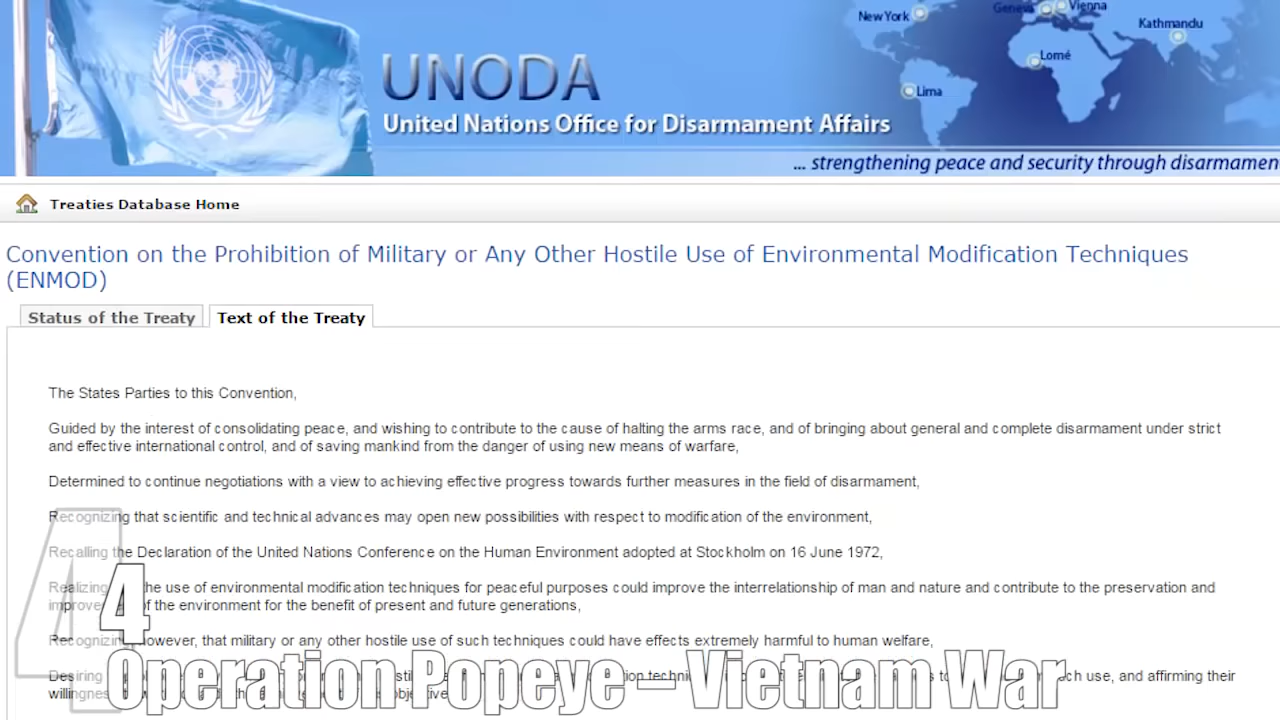 New York
Geneva
Vienna
Kathmandu
Lomé
Lima
UNODA
United Nations Office for Disarmament Affairs
... strengthening peace and security through disarmamen
Treaties Database Home
Convention on the Prohibition of Military or Any Other Hostile Use of Environmental Modification Techniques
(ENMOD)
Status of the Treaty
Text of the Treaty
The States Parties to this Convention,
Guided by the interest of consolidating peace, and wishing to contribute to the cause of halting the arms race, and of bringing about general and complete disarmament under strict
and effective international control, and of saving mankind from the danger of using new means of warfare,
Determined to continue negotiations with a view to achieving effective progress towards further measures in the field of disarmament,
Recognizing that scientific and technical advances may open new possibilities with respect to modification of the environment,
Recalling the Declaration of the United Nations Conference on the Human Environment adopted at Stockholm on 16 June 1972,
Realizing the use of environmental modification techniques for peaceful purposes could improve the interrelationship of man and nature and contribute to the preservation and
of the environment for the benefit of present and future generations,
Recognizing, however, that military or any other hostile use of such techniques could have effects extremely harmful to human welfare,
Desiring
use, and affirming their
4
4
Operation Popeye – Vietnam War